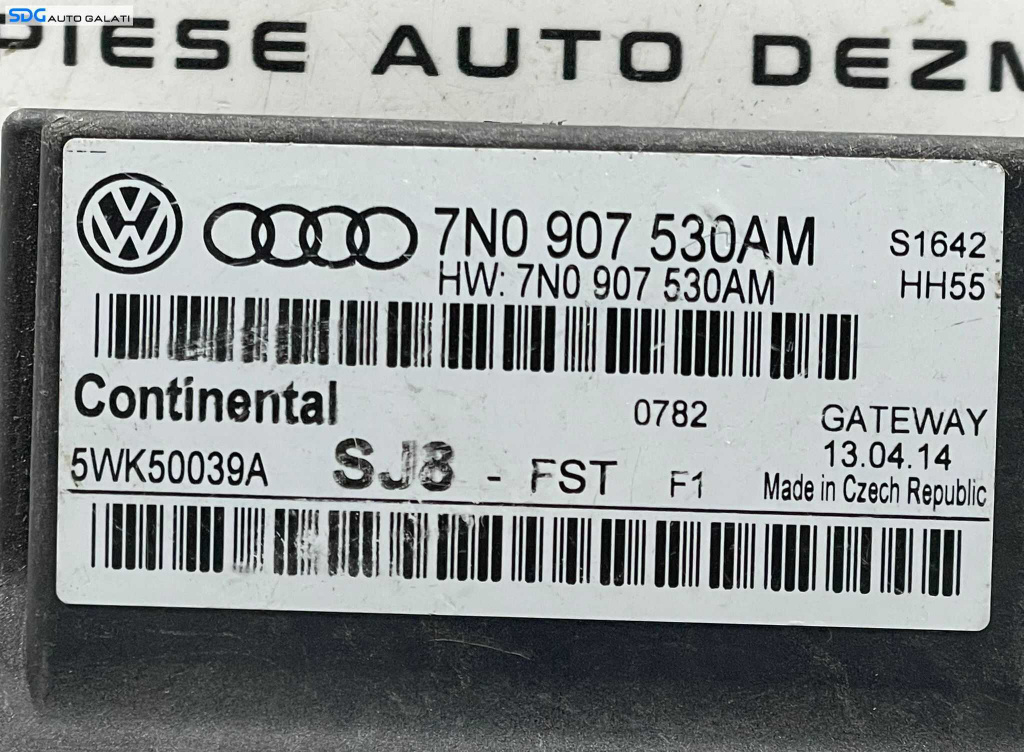 SDG AUTO GALATI
PIESE AUTO DEZM
7N0 907 530AM S1642
HW: 7N0 907 530AM HH55
Continental 0782 GATEWAY
13.04.14
5WK50039A SJ8 - FST F1 Made in Czech Republic